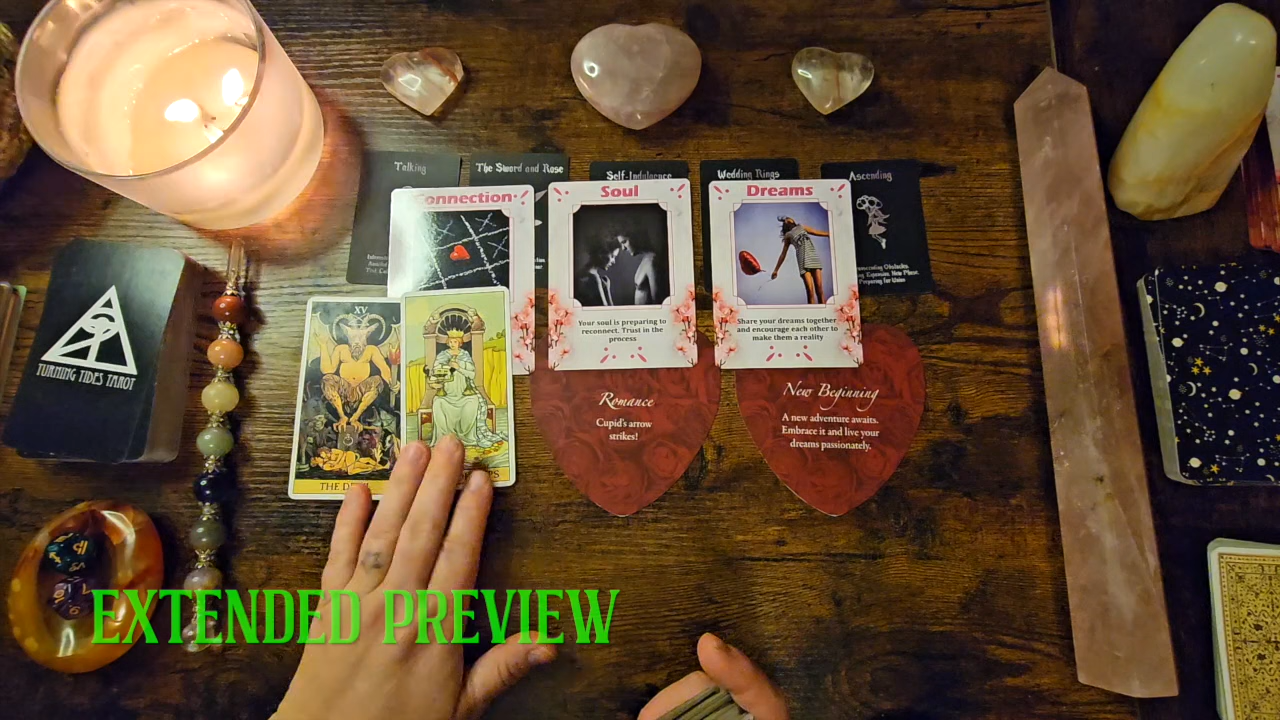 Talking
The Sword and Rose
Self-Indulgence
Wedding Rings
Ascending
Connection
Soul
Dreams
Preparing for Union
XV
Your soul is preparing to
reconnect. Trust in the
process
Share your dreams together
and encourage each other to
make them a reality
TURNING TIDES TAROT
Romance
Cupid's arrow
strikes!
New Beginning
A new adventure awaits.
Embrace it and live your
dreams passionately.
THE DEVIL
EXTENDED PREVIEW